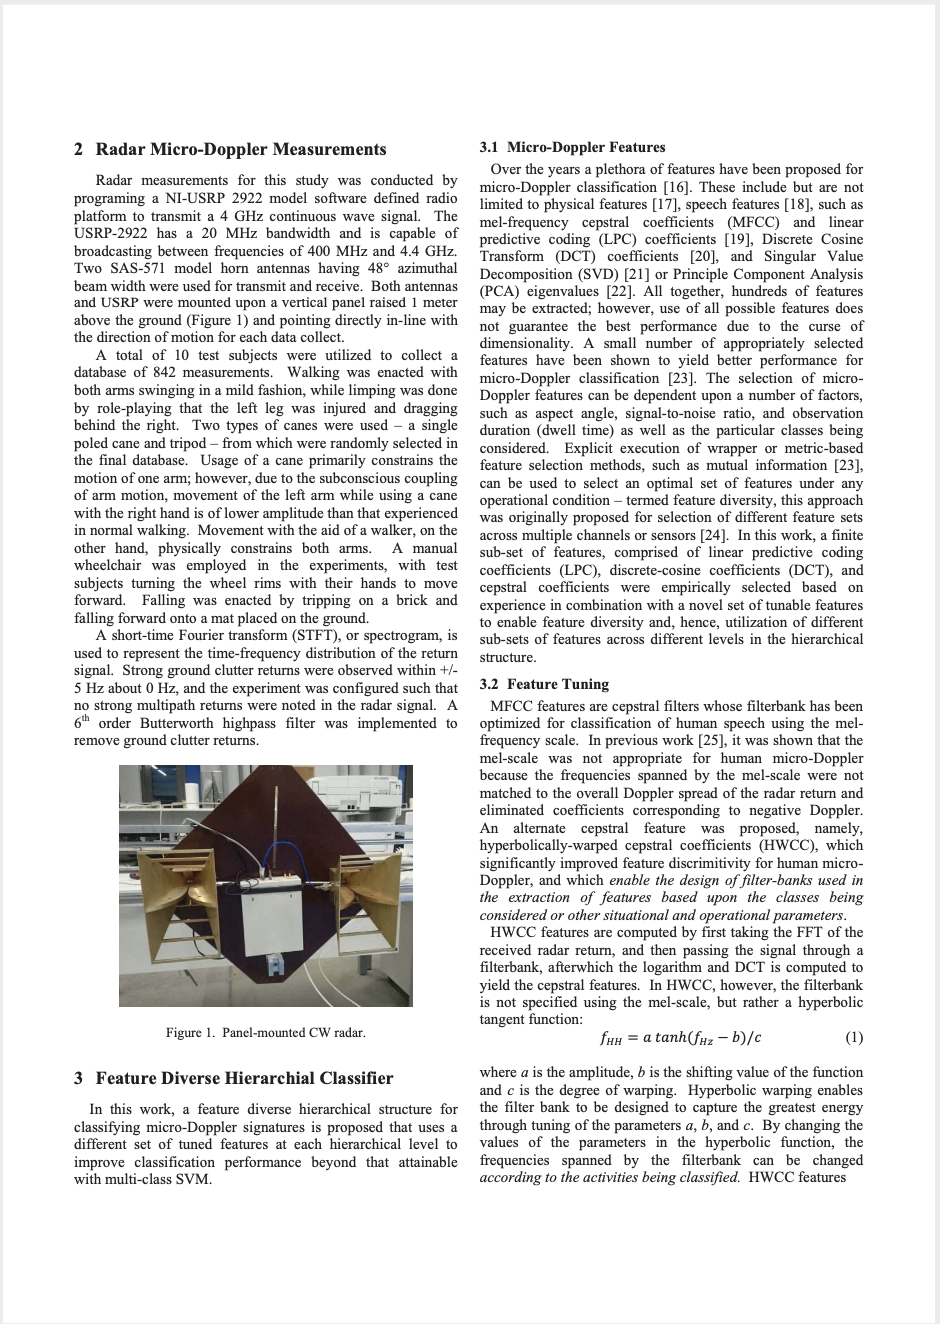 2 Radar Micro-Doppler Measurements
Radar measurements for this study was conducted by
programing a NI-USRP 2922 model software defined radio
platform to transmit a 4 GHz continuous wave signal. The
USRP-2922 has a 20 MHz bandwidth and is capable of
broadcasting between frequencies of 400 MHz and 4.4 GHz.
Two SAS-571 model horn antennas having 48° azimuthal
beam width were used for transmit and receive. Both antennas
and USRP were mounted upon a vertical panel raised 1 meter
above the ground (Figure 1) and pointing directly in-line with
the direction of motion for each data collect.
A total of 10 test subjects were utilized to collect a
database of 842 measurements. Walking was enacted with
both arms swinging in a mild fashion, while limping was done
by role-playing that the left leg was injured and dragging
behind the right. Two types of canes were used – a single
poled cane and tripod – from which were randomly selected in
the final database. Usage of a cane primarily constrains the
motion of one arm; however, due to the subconscious coupling
of arm motion, movement of the left arm while using a cane
with the right hand is of lower amplitude than that experienced
in normal walking. Movement with the aid of a walker, on the
other hand, physically constrains both arms. A manual
wheelchair was employed in the experiments, with test
subjects turning the wheel rims with their hands to move
forward. Falling was enacted by tripping on a brick and
falling forward onto a mat placed on the ground.
A short-time Fourier transform (STFT), or spectrogram, is
used to represent the time-frequency distribution of the return
signal. Strong ground clutter returns were observed within +/-
5 Hz about 0 Hz, and the experiment was configured such that
no strong multipath returns were noted in the radar signal. A
6th order Butterworth highpass filter was implemented to
remove ground clutter returns.
Figure 1. Panel-mounted CW radar.
3 Feature Diverse Hierarchial Classifier
In this work, a feature diverse hierarchical structure for
classifying micro-Doppler signatures is proposed that uses a
different set of tuned features at each hierarchical level to
improve classification performance beyond that attainable
with multi-class SVM.
3.1 Micro-Doppler Features
Over the years a plethora of features have been proposed for
micro-Doppler classification [16]. These include but are not
limited to physical features [17], speech features [18], such as
mel-frequency cepstral coefficients (MFCC) and linear
predictive coding (LPC) coefficients [19], Discrete Cosine
Transform (DCT) coefficients [20], and Singular Value
Decomposition (SVD) [21] or Principle Component Analysis
(PCA) eigenvalues [22]. All together, hundreds of features
may be extracted; however, use of all possible features does
not guarantee the best performance due to the curse of
dimensionality. A small number of appropriately selected
features have been shown to yield better performance for
micro-Doppler classification [23]. The selection of micro-
Doppler features can be dependent upon a number of factors,
such as aspect angle, signal-to-noise ratio, and observation
duration (dwell time) as well as the particular classes being
considered. Explicit execution of wrapper or metric-based
feature selection methods, such as mutual information [23],
can be used to select an optimal set of features under any
operational condition – termed feature diversity, this approach
was originally proposed for selection of different feature sets
across multiple channels or sensors [24]. In this work, a finite
sub-set of features, comprised of linear predictive coding
coefficients (LPC), discrete-cosine coefficients (DCT), and
cepstral coefficients were empirically selected based on
experience in combination with a novel set of tunable features
to enable feature diversity and, hence, utilization of different
sub-sets of features across different levels in the hierarchical
structure.
3.2 Feature Tuning
MFCC features are cepstral filters whose filterbank has been
optimized for classification of human speech using the mel-
frequency scale. In previous work [25], it was shown that the
mel-scale was not appropriate for human micro-Doppler
because the frequencies spanned by the mel-scale were not
matched to the overall Doppler spread of the radar return and
eliminated coefficients corresponding to negative Doppler.
An alternate cepstral feature was proposed, namely,
hyperbolically-warped cepstral coefficients (HWCC), which
significantly improved feature discrimitivity for human micro-
Doppler, and which enable the design of filter-banks used in
the extraction of features based upon the classes being
considered or other situational and operational parameters.
HWCC features are computed by first taking the FFT of the
received radar return, and then passing the signal through a
filterbank, afterwhich the logarithm and DCT is computed to
yield the cepstral features. In HWCC, however, the filterbank
is not specified using the mel-scale, but rather a hyperbolic
tangent function:
f_HH = a tanh(f_Hz − b)/c (1)
where a is the amplitude, b is the shifting value of the function
and c is the degree of warping. Hyperbolic warping enables
the filter bank to be designed to capture the greatest energy
through tuning of the parameters a, b, and c. By changing the
values of the parameters in the hyperbolic function, the
frequencies spanned by the filterbank can be changed
according to the activities being classified. HWCC features